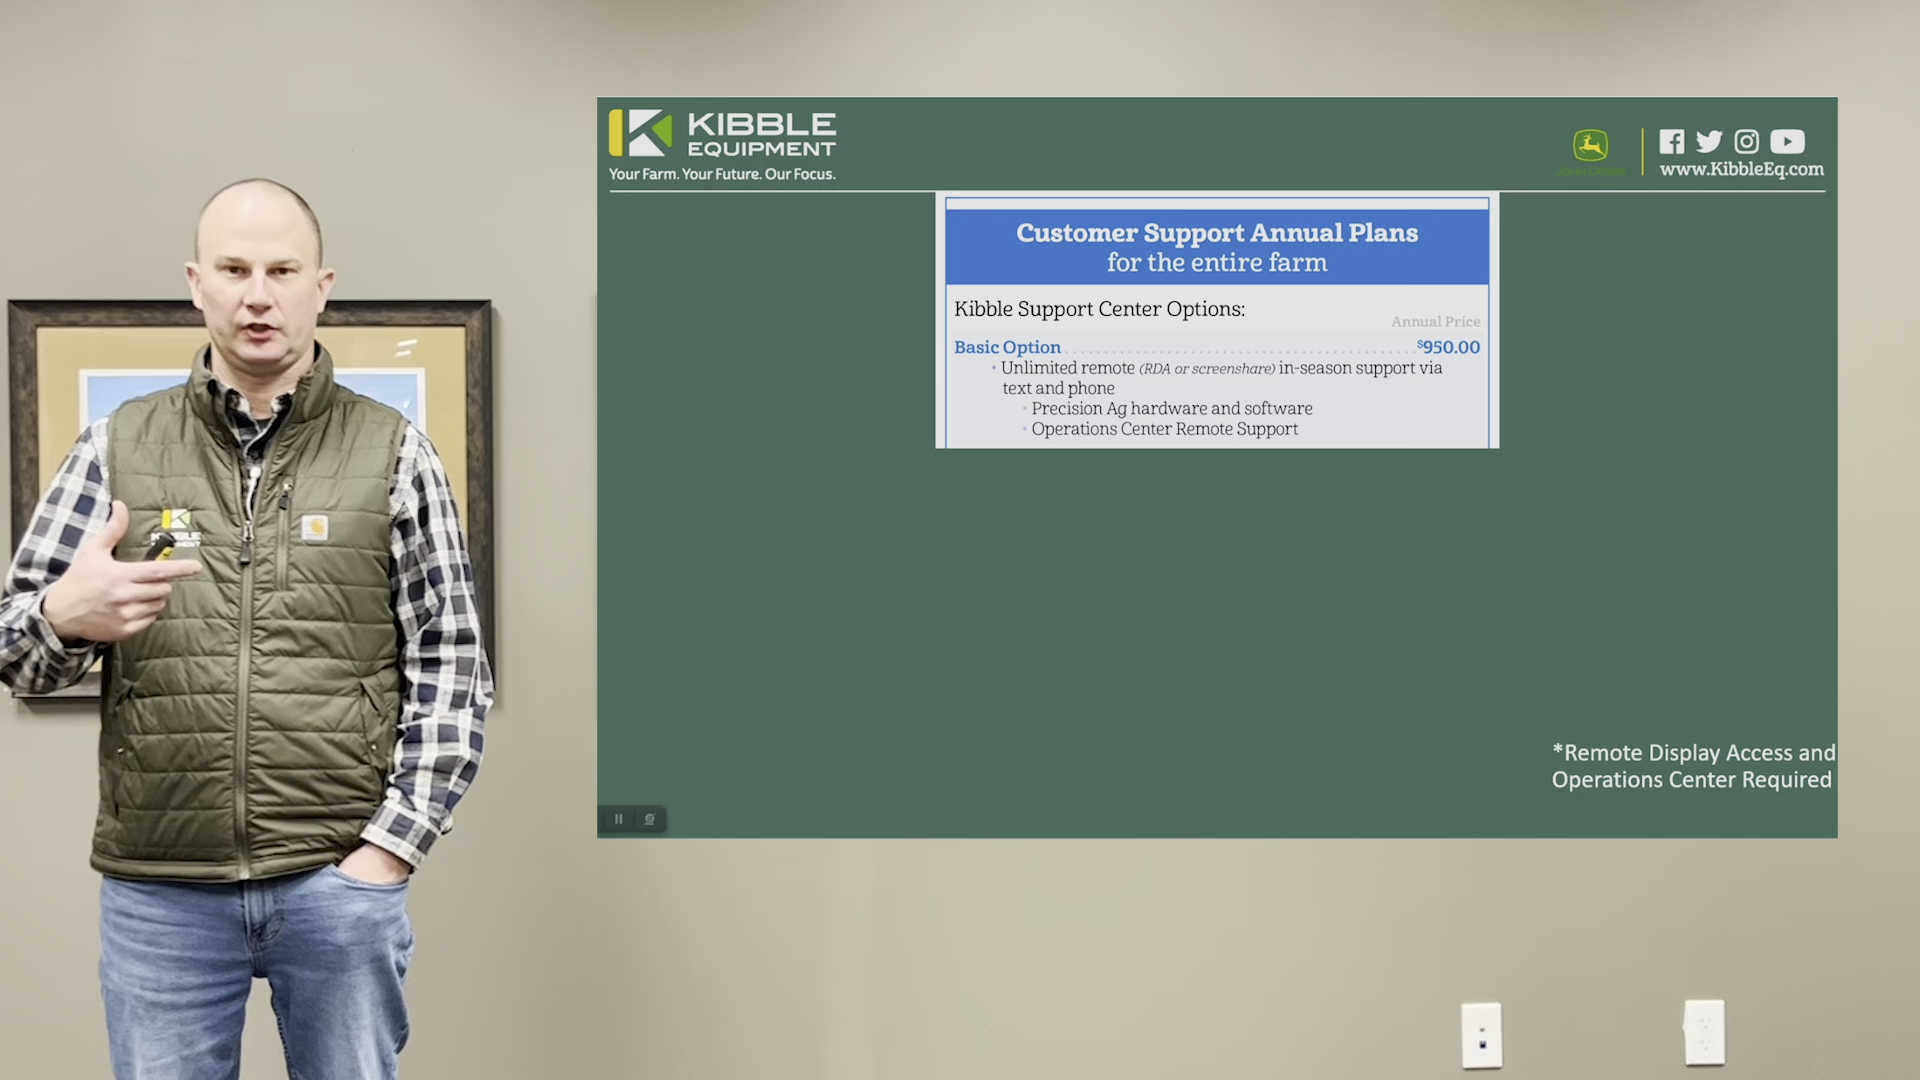 KIBBLE
EQUIPMENT
Your Farm. Your Future. Our Focus.
www.KibbleEq.com
Customer Support Annual Plans
for the entire farm
Kibble Support Center Options:
Annual Price
Basic Option $950.00
• Unlimited remote (RDA or screenshare) in-season support via
text and phone
• Precision Ag hardware and software
• Operations Center Remote Support
*Remote Display Access and
Operations Center Required